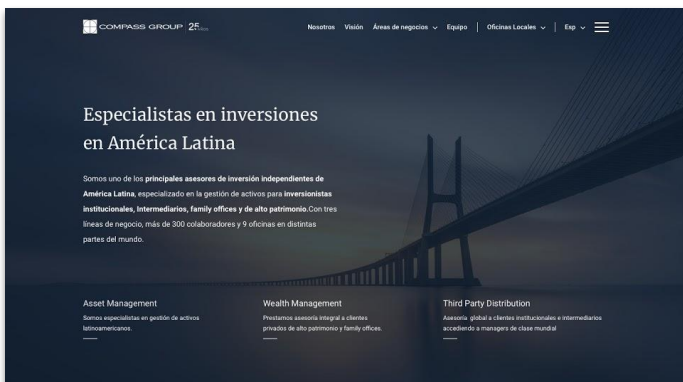 COMPASS GROUP 25 años
Nosotros Visión Áreas de negocios Equipo Oficinas Locales Esp
Especialistas en inversiones
en América Latina
Somos uno de los principales asesores de inversión independientes de
América Latina, especializado en la gestión de activos para inversionistas
institucionales, Intermediarios, family offices y de alto patrimonio.Con tres
líneas de negocio, más de 300 colaboradores y 9 oficinas en distintas
partes del mundo.
Asset Management
Somos especialistas en gestión de activos
latinoamericanos.
Wealth Management
Prestamos asesoría integral a clientes
privados de alto patrimonio y family offices.
Third Party Distribution
Asesoría global a clientes institucionales e intermediarios
accediendo a managers de clase mundial